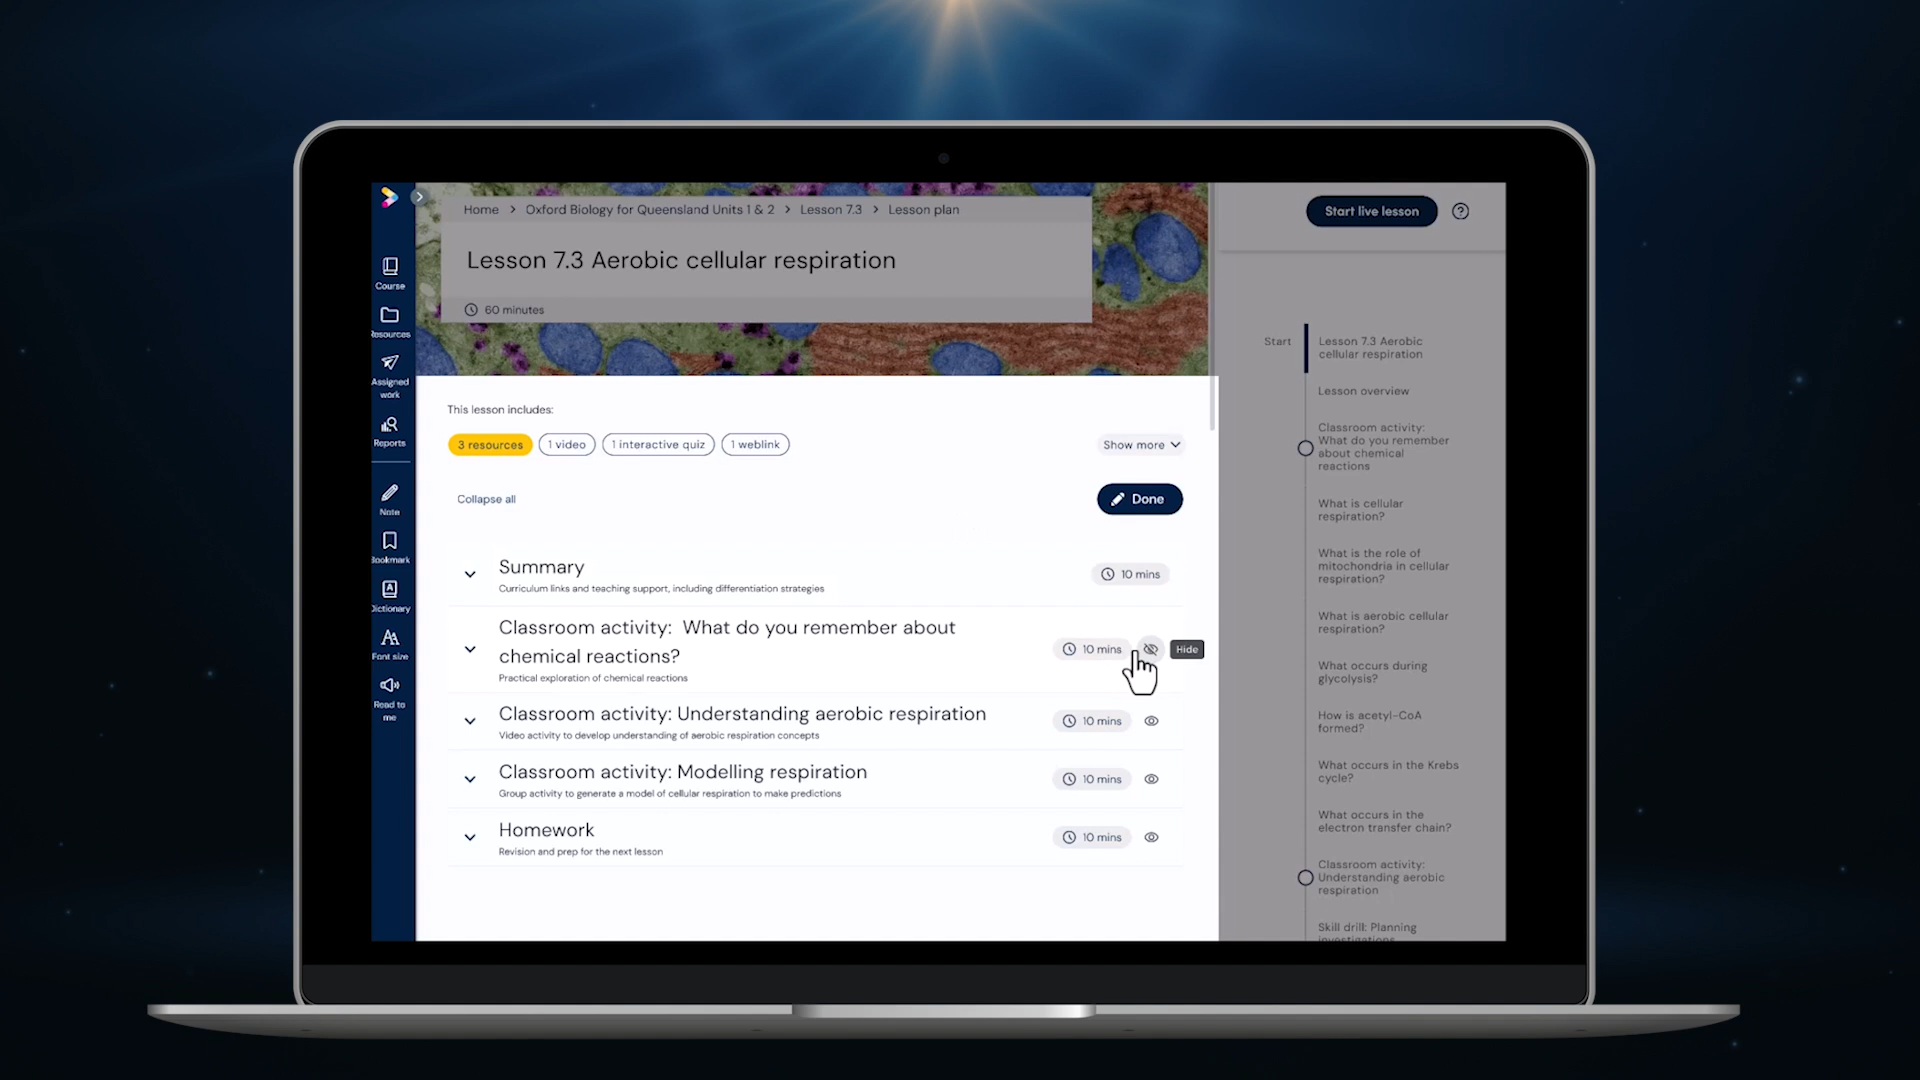 Home > Oxford Biology for Queensland Units 1 & 2 > Lesson 7.3 > Lesson plan
Lesson 7.3 Aerobic cellular respiration
60 minutes
Start live lesson
Course
Resources
Assigned
work
Reports
Note
Bookmark
Dictionary
Font size
Read to
me
This lesson includes:
3 resources
1 video
1 interactive quiz
1 weblink
Show more
Collapse all
Done
Summary
Curriculum links and teaching support, including differentiation strategies
10 mins
Classroom activity: What do you remember about
chemical reactions?
Practical exploration of chemical reactions
10 mins
Hide
Classroom activity: Understanding aerobic respiration
Video activity to develop understanding of aerobic respiration concepts
10 mins
Classroom activity: Modelling respiration
Group activity to generate a model of cellular respiration to make predictions
10 mins
Homework
Revision and prep for the next lesson
10 mins
Start
Lesson 7.3 Aerobic
cellular respiration
Lesson overview
Classroom activity:
What do you remember
about chemical
reactions
What is cellular
respiration?
What is the role of
mitochondria in cellular
respiration?
What is aerobic cellular
respiration?
What occurs during
glycolysis?
How is acetyl-CoA
formed?
What occurs in the Krebs
cycle?
What occurs in the
electron transfer chain?
Classroom activity:
Understanding aerobic
respiration
Skill drill: Planning
investigations